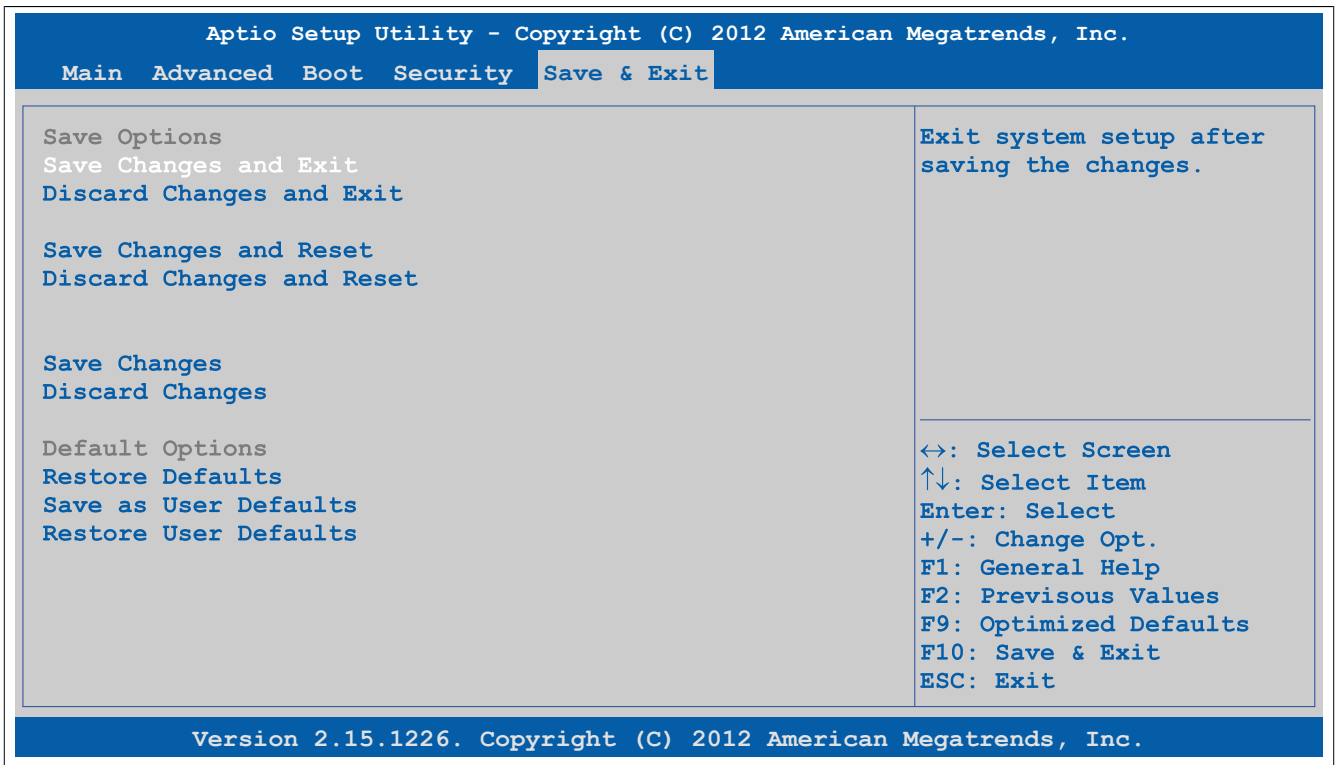 Aptio Setup Utility - Copyright (C) 2012 American Megatrends, Inc.
Main Advanced Boot Security Save & Exit
Save Options
Save Changes and Exit
Discard Changes and Exit
Save Changes and Reset
Discard Changes and Reset
Save Changes
Discard Changes
Default Options
Restore Defaults
Save as User Defaults
Restore User Defaults
Exit system setup after
saving the changes.
↔: Select Screen
↑↓: Select Item
Enter: Select
+/-: Change Opt.
F1: General Help
F2: Previsous Values
F9: Optimized Defaults
F10: Save & Exit
ESC: Exit
Version 2.15.1226. Copyright (C) 2012 American Megatrends, Inc.